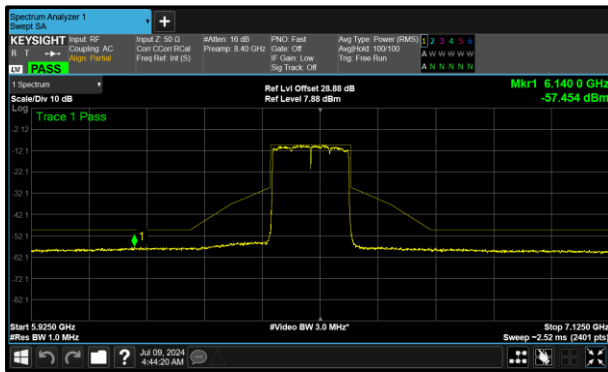 Spectrum Analyzer 1
Swept SA
KEYSIGHT
R T
LXI PASS
Input: RF
Coupling: AC
Align: Partial
Input Z: 50 Ω
Corr CCorr RCal
Freq Ref: Int (S)
#Atten: 16 dB
Preamp: 8.40 GHz
PNO: Fast
Gate: Off
IF Gain: Low
Sig Track: Off
Avg Type: Power (RMS)
Avg|Hold: 100/100
Trig: Free Run
1 2 3 4 5 6
A W W W W W
A N N N N N
1 Spectrum
Scale/Div 10 dB
Ref Lvl Offset 28.88 dB
Ref Level 7.88 dBm
Mkr1 6.140 0 GHz
-57.454 dBm
Log
Trace 1 Pass
-2.12
-12.1
-22.1
-32.1
-42.1
-52.1
-62.1
-72.1
-82.1
1
Start 5.9250 GHz
#Res BW 1.0 MHz
#Video BW 3.0 MHz*
Stop 7.1250 GHz
Sweep ~2.52 ms (2401 pts)
?
Jul 09, 2024
4:44:20 AM